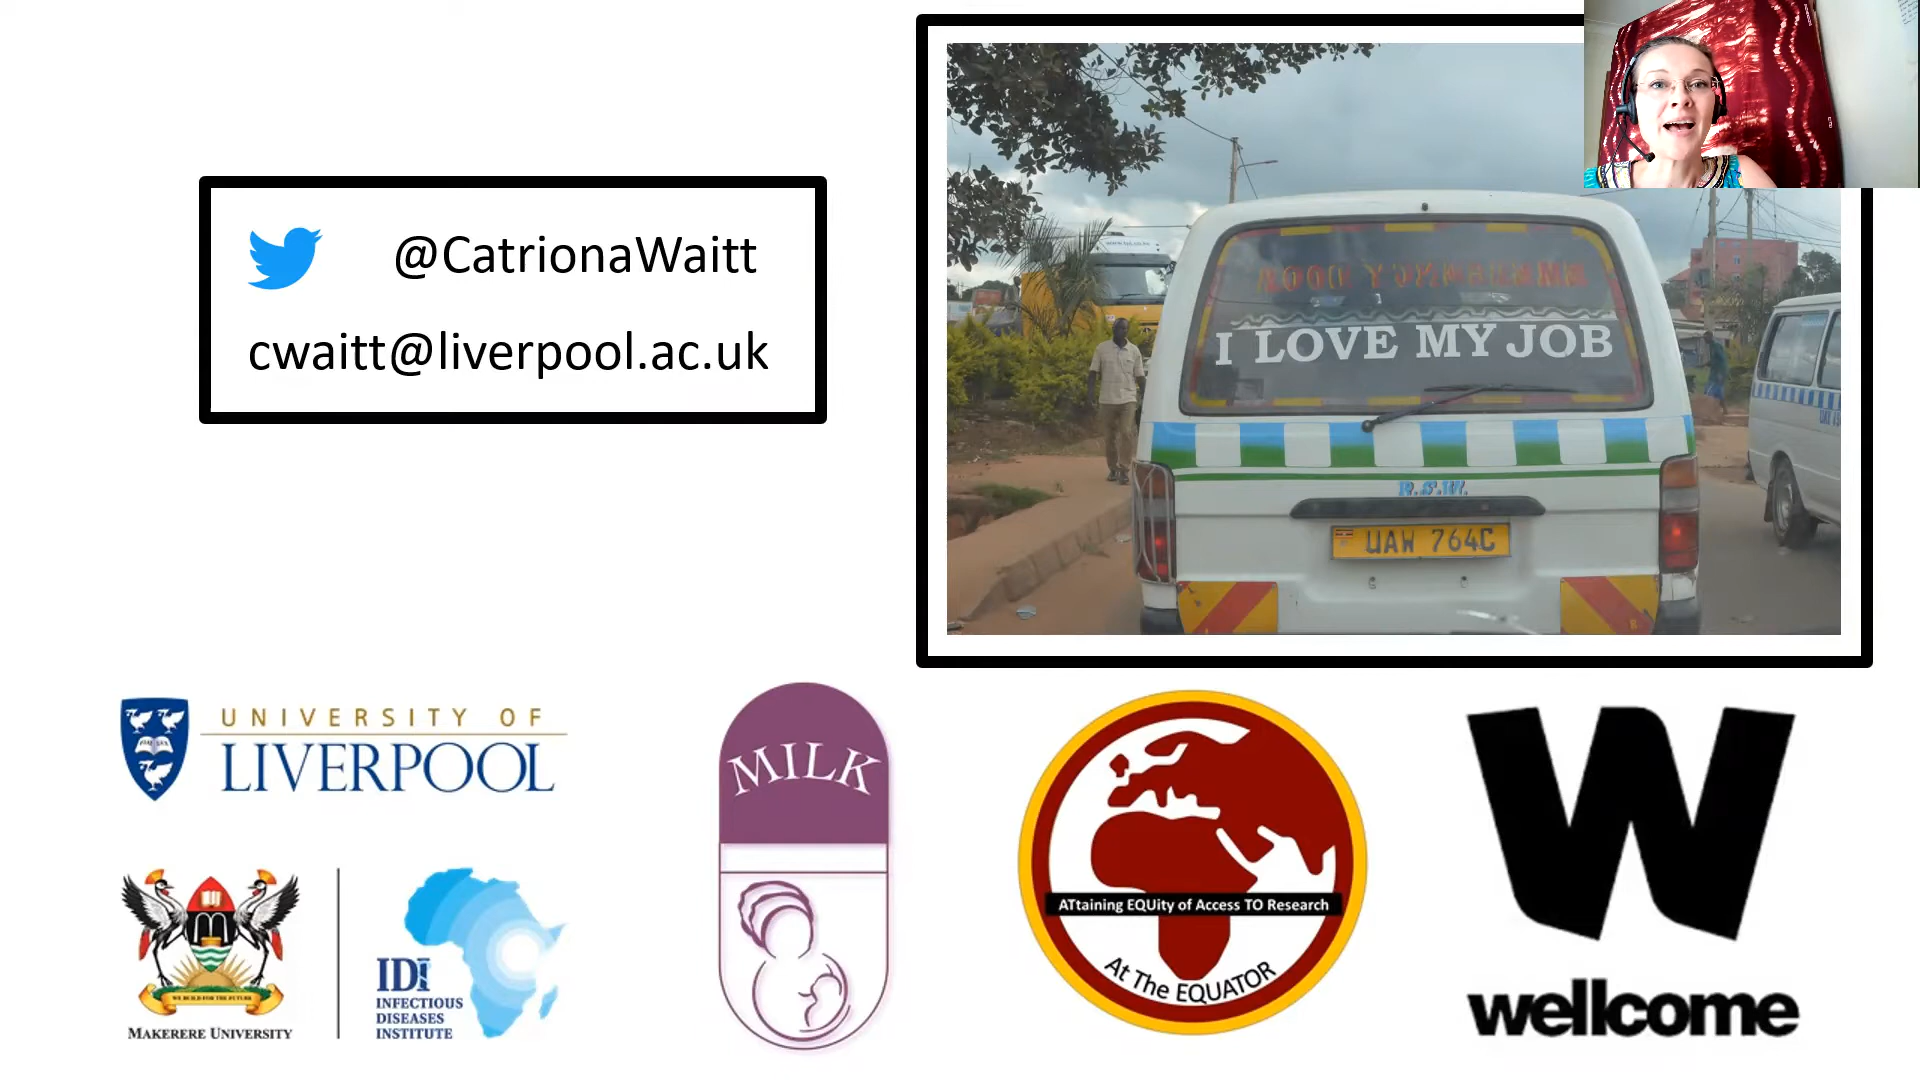 @CatrionaWaitt
cwaitt@liverpool.ac.uk
I LOVE MY JOB
R.S.W.
UAW 764C
UNIVERSITY OF
LIVERPOOL
MAKERERE UNIVERSITY
IDI
INFECTIOUS
DISEASES
INSTITUTE
MILK
ATtaining EQUity of Access TO Research
At The EQUATOR
W
wellcome